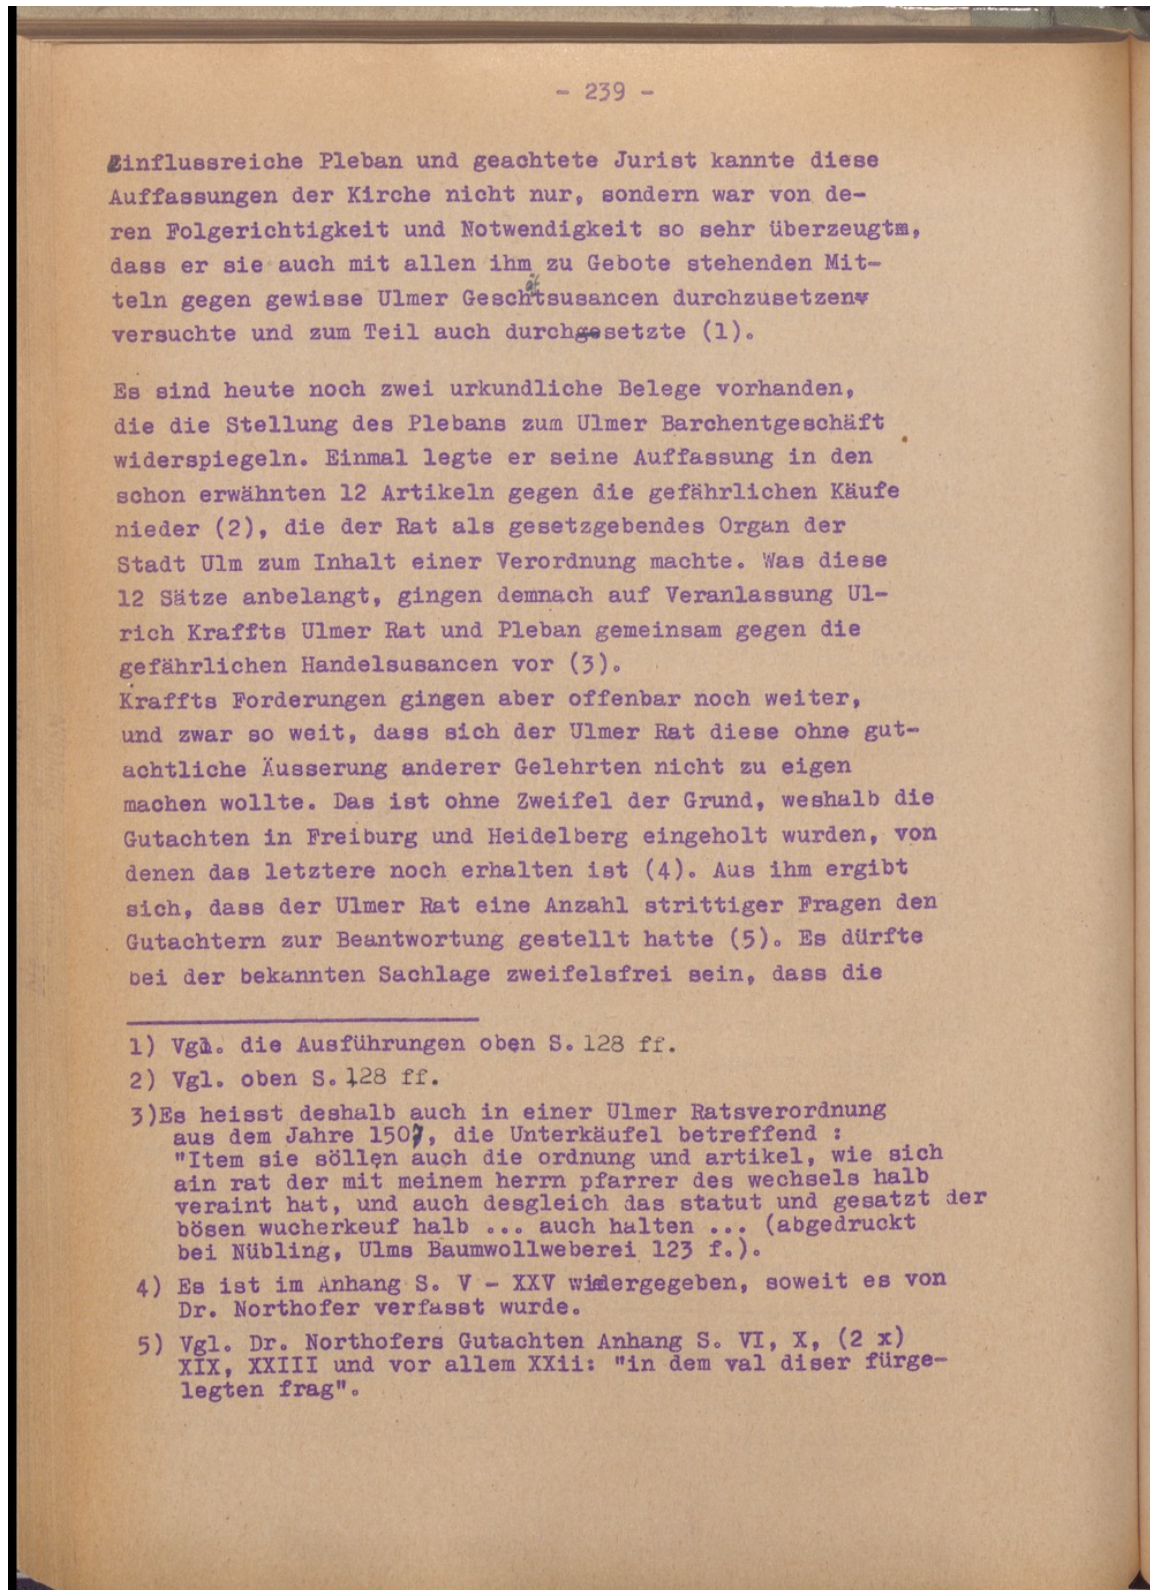 - 239 -
einflussreiche Pleban und geachtete Jurist kannte diese
Auffassungen der Kirche nicht nur, sondern war von de-
ren Folgerichtigkeit und Notwendigkeit so sehr überzeugt,
dass er sie auch mit allen ihm zu Gebote stehenden Mit-
teln gegen gewisse Ulmer Geschäftsusancen durchzusetzen
versuchte und zum Teil auch durchsetzte (1).
Es sind heute noch zwei urkundliche Belege vorhanden,
die die Stellung des Plebans zum Ulmer Barchentgeschäft
widerspiegeln. Einmal legte er seine Auffassung in den
schon erwähnten 12 Artikeln gegen die gefährlichen Käufe
nieder (2), die der Rat als gesetzgebendes Organ der
Stadt Ulm zum Inhalt einer Verordnung machte. Was diese
12 Sätze anbelangt, gingen demnach auf Veranlassung Ul-
rich Kraffts Ulmer Rat und Pleban gemeinsam gegen die
gefährlichen Handelsusancen vor (3).
Kraffts Forderungen gingen aber offenbar noch weiter,
und zwar so weit, dass sich der Ulmer Rat diese ohne gut-
achtliche Äusserung anderer Gelehrten nicht zu eigen
machen wollte. Das ist ohne Zweifel der Grund, weshalb die
Gutachten in Freiburg und Heidelberg eingeholt wurden, von
denen das letztere noch erhalten ist (4). Aus ihm ergibt
sich, dass der Ulmer Rat eine Anzahl strittiger Fragen den
Gutachtern zur Beantwortung gestellt hatte (5). Es dürfte
bei der bekannten Sachlage zweifelsfrei sein, dass die
1) Vgl. die Ausführungen oben S. 128 ff.
2) Vgl. oben S. 128 ff.
3)Es heisst deshalb auch in einer Ulmer Ratsverordnung
aus dem Jahre 1507, die Unterkäufel betreffend :
"Item sie söllen auch die ordnung und artikel, wie sich
ain rat der mit meinem herrn pfarrer des wechsels halb
veraint hat, und auch desgleich das statut und gesatzt der
bösen wucherkeuf halb ... auch halten ... (abgedruckt
bei Nübling, Ulms Baumwollweberei 123 f.).
4) Es ist im Anhang S. V - XXV widergegeben, soweit es von
Dr. Northofer verfasst wurde.
5) Vgl. Dr. Northofers Gutachten Anhang S. VI, X, (2 x)
XIX, XXIII und vor allem XXii: "in dem val diser fürge-
legten frag".